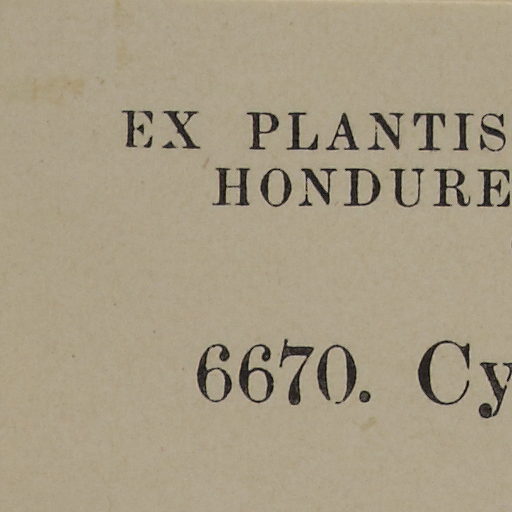 EX PLANTIS
HONDURE
6670. Cy